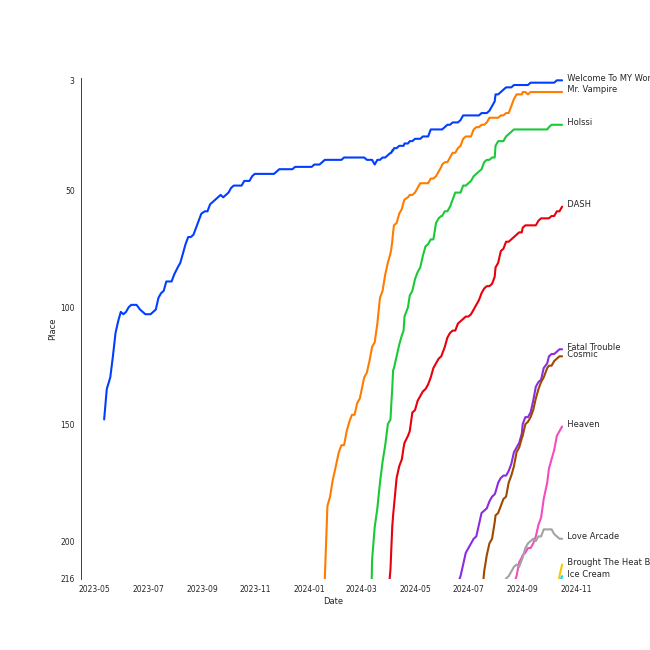 3
50
100
150
200
216
Place
2023-05
2023-07
2023-09
2023-11
2024-01
2024-03
2024-05
2024-07
2024-09
2024-11
Date
Welcome To MY Wor
Mr. Vampire
Holssi
DASH
Fatal Trouble
Cosmic
Heaven
Love Arcade
Brought The Heat B
Ice Cream